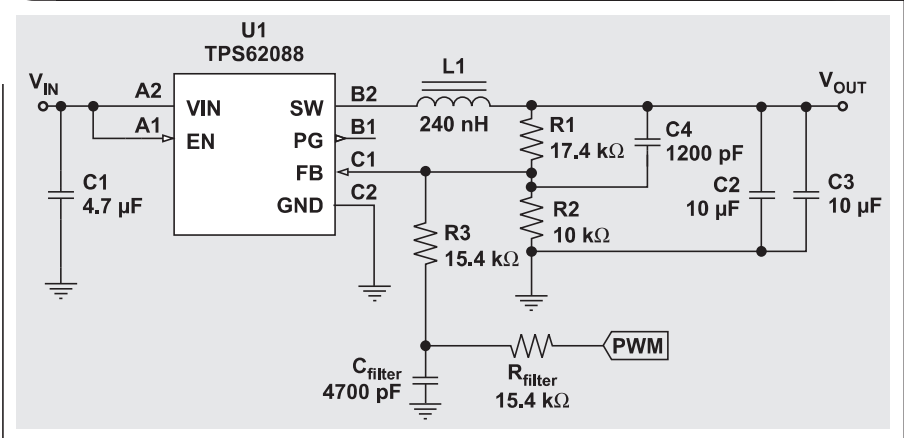 U1
TPS62088
V_IN
A2
VIN
A1
EN
SW
B2
PG
B1
FB
C1
GND
C2
L1
240 nH
V_OUT
R1
17.4 kΩ
C4
1200 pF
C1
4.7 µF
C2
10 µF
C3
10 µF
R2
10 kΩ
R3
15.4 kΩ
C_filter
4700 pF
R_filter
15.4 kΩ
PWM